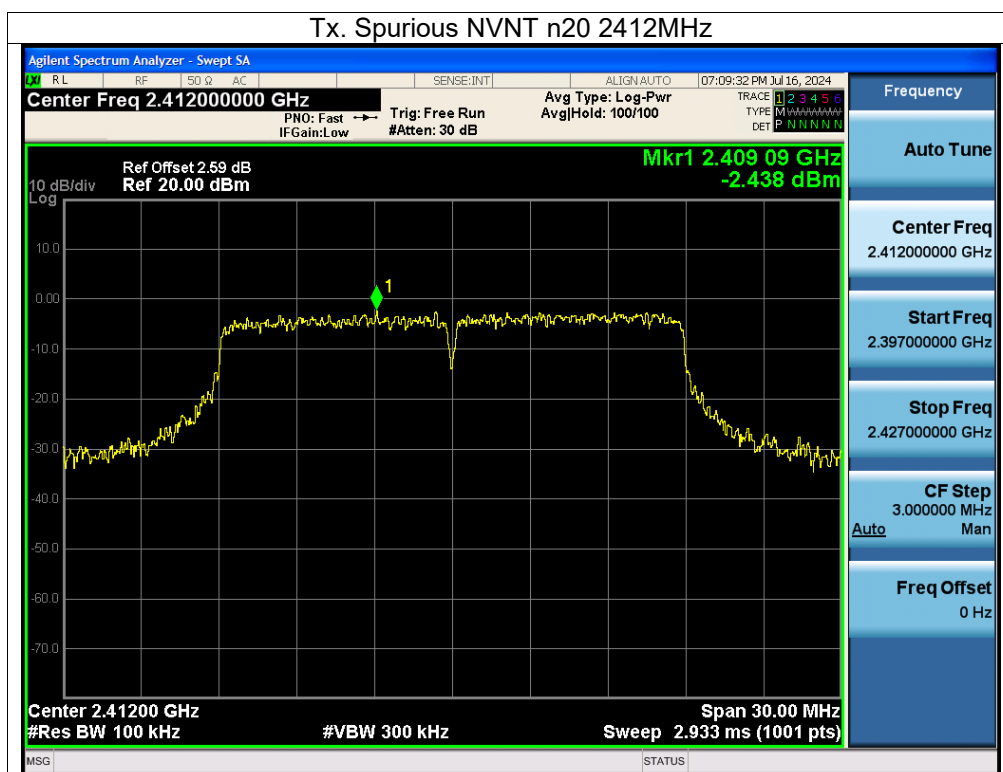 Tx. Spurious NVNT n20 2412MHz
Agilent Spectrum Analyzer - Swept SA
LXI RL RF 50 Ω AC SENSE:INT ALIGN AUTO 07:09:32 PM Jul 16, 2024
Center Freq 2.412000000 GHz
PNO: Fast
IFGain:Low
Trig: Free Run
#Atten: 30 dB
Avg Type: Log-Pwr
Avg|Hold: 100/100
TRACE 1 2 3 4 5 6
TYPE M WWWWW
DET P N N N N N
Mkr1 2.409 09 GHz
-2.438 dBm
Ref Offset 2.59 dB
10 dB/div Ref 20.00 dBm
Log
10.0
0.00
-10.0
-20.0
-30.0
-40.0
-50.0
-60.0
-70.0
1
Center 2.41200 GHz Span 30.00 MHz
#Res BW 100 kHz #VBW 300 kHz Sweep 2.933 ms (1001 pts)
MSG STATUS
Frequency
Auto Tune
Center Freq
2.412000000 GHz
Start Freq
2.397000000 GHz
Stop Freq
2.427000000 GHz
CF Step
3.000000 MHz
Auto Man
Freq Offset
0 Hz